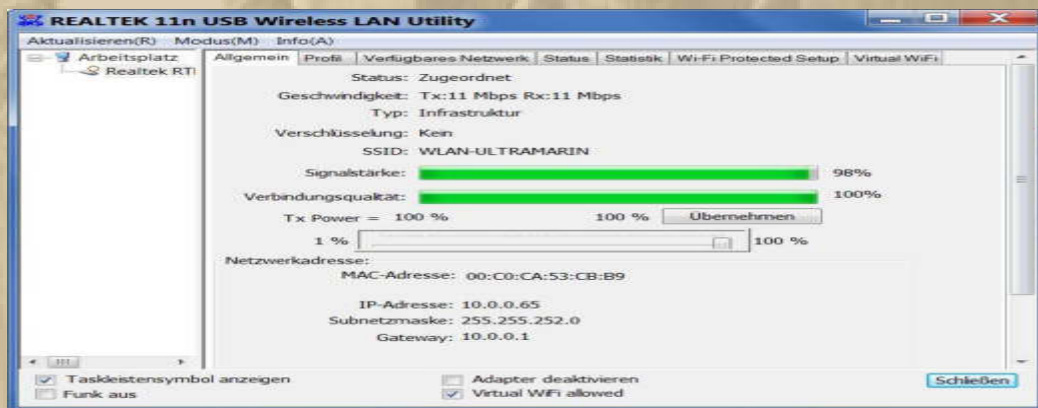 REALTEK 11n USB Wireless LAN Utility
Aktualisieren(R) Modus(M) Info(A)
Arbeitsplatz
Realtek RTl
Allgemein Profil Verfügbares Netzwerk Status Statistik Wi-Fi Protected Setup Virtual WiFi
Status: Zugeordnet
Geschwindigkeit: Tx:11 Mbps Rx:11 Mbps
Typ: Infrastruktur
Verschlüsselung: Kein
SSID: WLAN-ULTRAMARIN
Signalstärke: 98%
Verbindungsqualität: 100%
Tx Power = 100 % 100 % Übernehmen
1 % 100 %
Netzwerkadresse:
MAC-Adresse: 00:C0:CA:53:CB:B9
IP-Adresse: 10.0.0.65
Subnetzmaske: 255.255.252.0
Gateway: 10.0.0.1
Taskleistensymbol anzeigen Adapter deaktivieren Schließen
Funk aus Virtual WiFi allowed